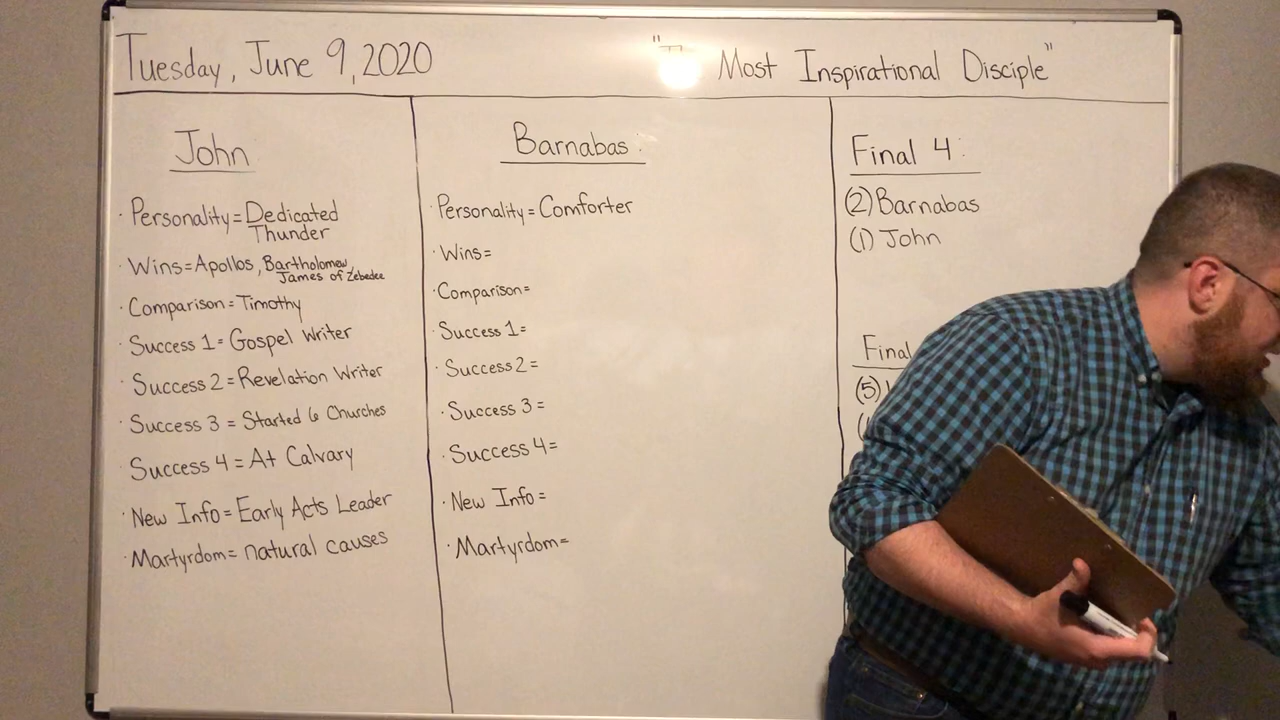 Tuesday, June 9, 2020
" Most Inspirational Disciple"
John
· Personality = Dedicated
Thunder
· Wins = Apollos, Bartholomew,
James of Zebedee
· Comparison = Timothy
· Success 1 = Gospel Writer
· Success 2 = Revelation Writer
· Success 3 = Started 6 Churches
· Success 4 = At Calvary
· New Info = Early Acts Leader
· Martyrdom = natural causes
Barnabas:
· Personality = Comforter
· Wins =
· Comparison =
· Success 1 =
· Success 2 =
· Success 3 =
· Success 4 =
· New Info =
· Martyrdom =
Final 4:
(2) Barnabas
(1) John
Final
(5)